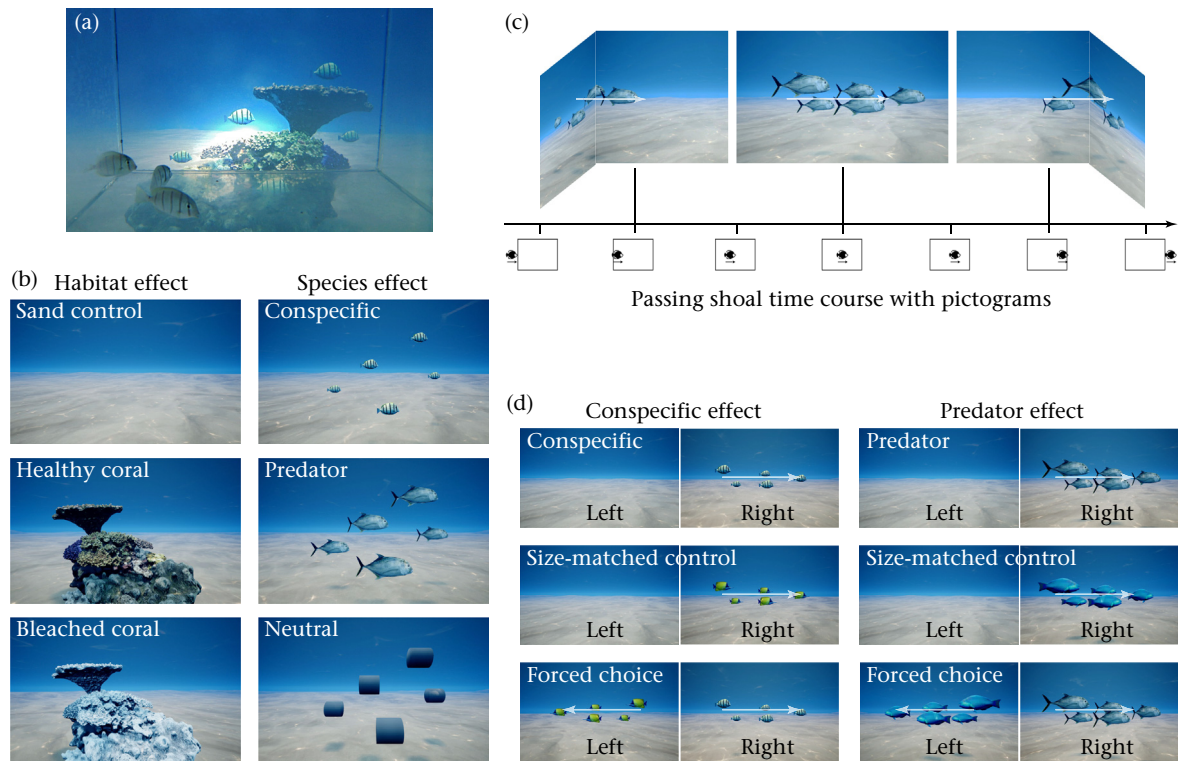 (a)
(b)
Habitat effect
Species effect
Sand control
Conspecific
Healthy coral
Predator
Bleached coral
Neutral
(c)
Passing shoal time course with pictograms
(d)
Conspecific effect
Predator effect
Conspecific
Left
Right
Predator
Left
Right
Size-matched control
Left
Right
Size-matched control
Left
Right
Forced choice
Left
Right
Forced choice
Left
Right